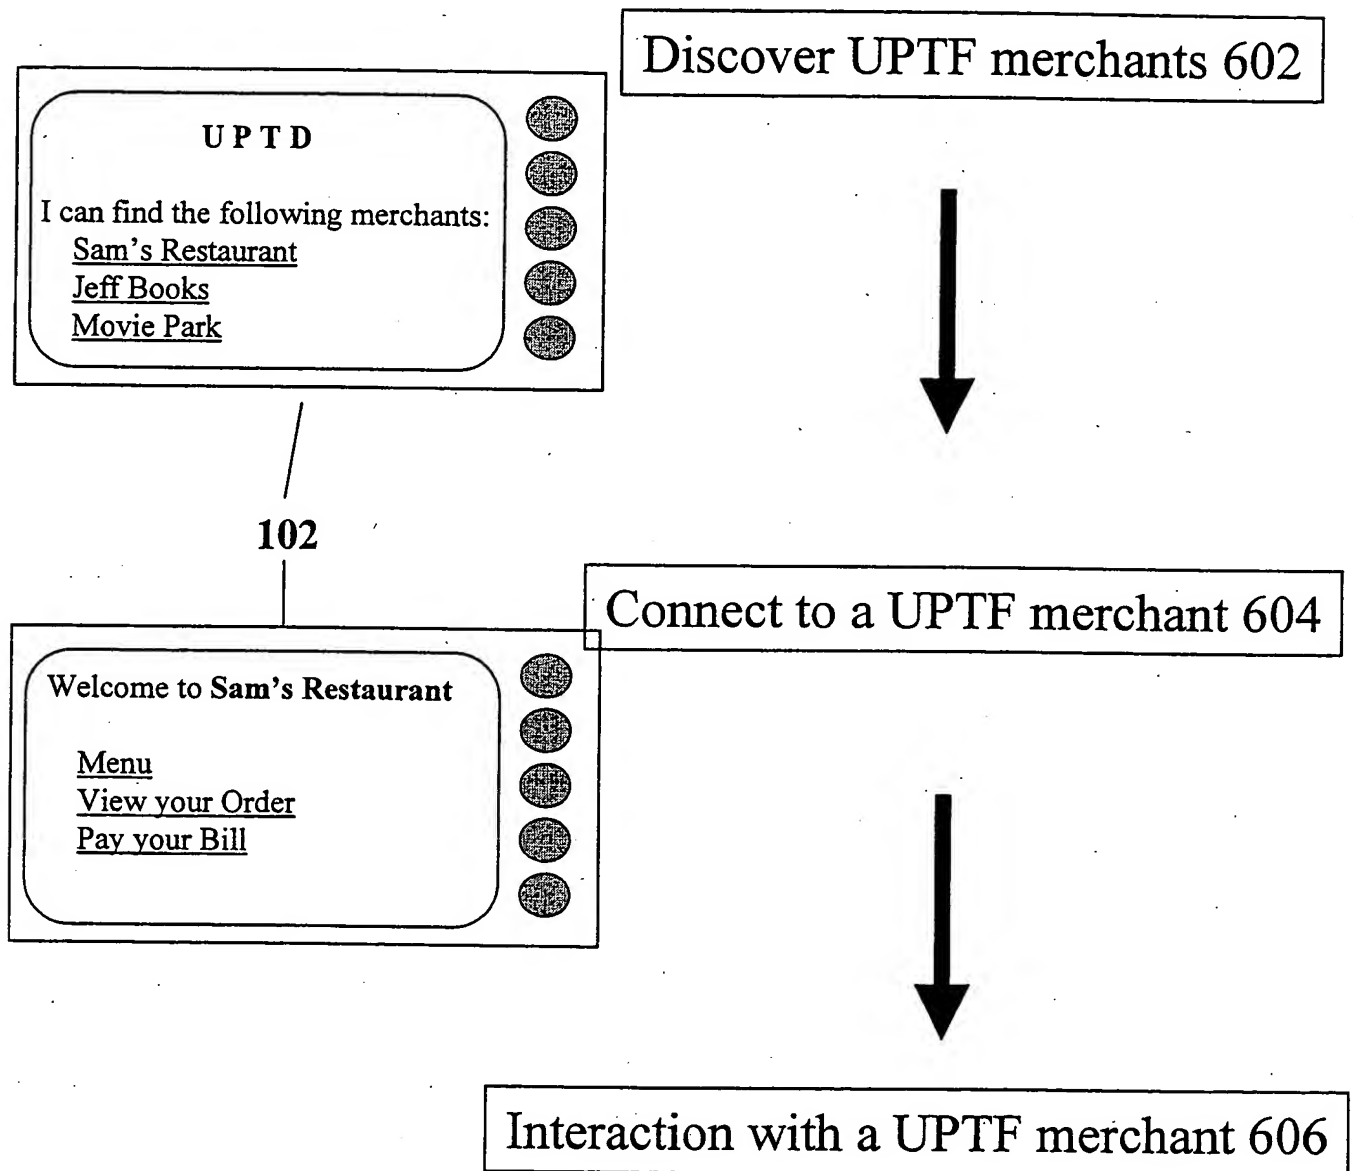 Discover UPTF merchants 602
U P T D
I can find the following merchants:
Sam's Restaurant
Jeff Books
Movie Park
102
Connect to a UPTF merchant 604
Welcome to Sam's Restaurant
Menu
View your Order
Pay your Bill
Interaction with a UPTF merchant 606